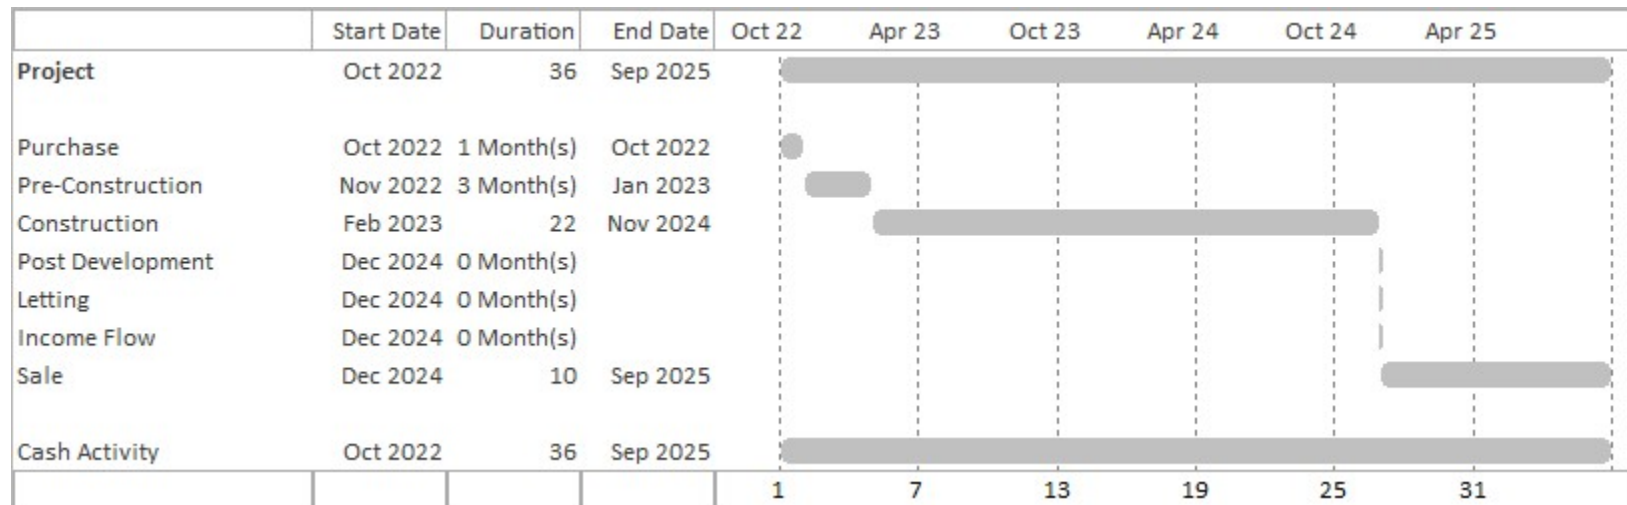 Start Date Duration End Date Oct 22 Apr 23 Oct 23 Apr 24 Oct 24 Apr 25
Project Oct 2022 36 Sep 2025
Purchase Oct 2022 1 Month(s) Oct 2022
Pre-Construction Nov 2022 3 Month(s) Jan 2023
Construction Feb 2023 22 Nov 2024
Post Development Dec 2024 0 Month(s)
Letting Dec 2024 0 Month(s)
Income Flow Dec 2024 0 Month(s)
Sale Dec 2024 10 Sep 2025
Cash Activity Oct 2022 36 Sep 2025
1 7 13 19 25 31